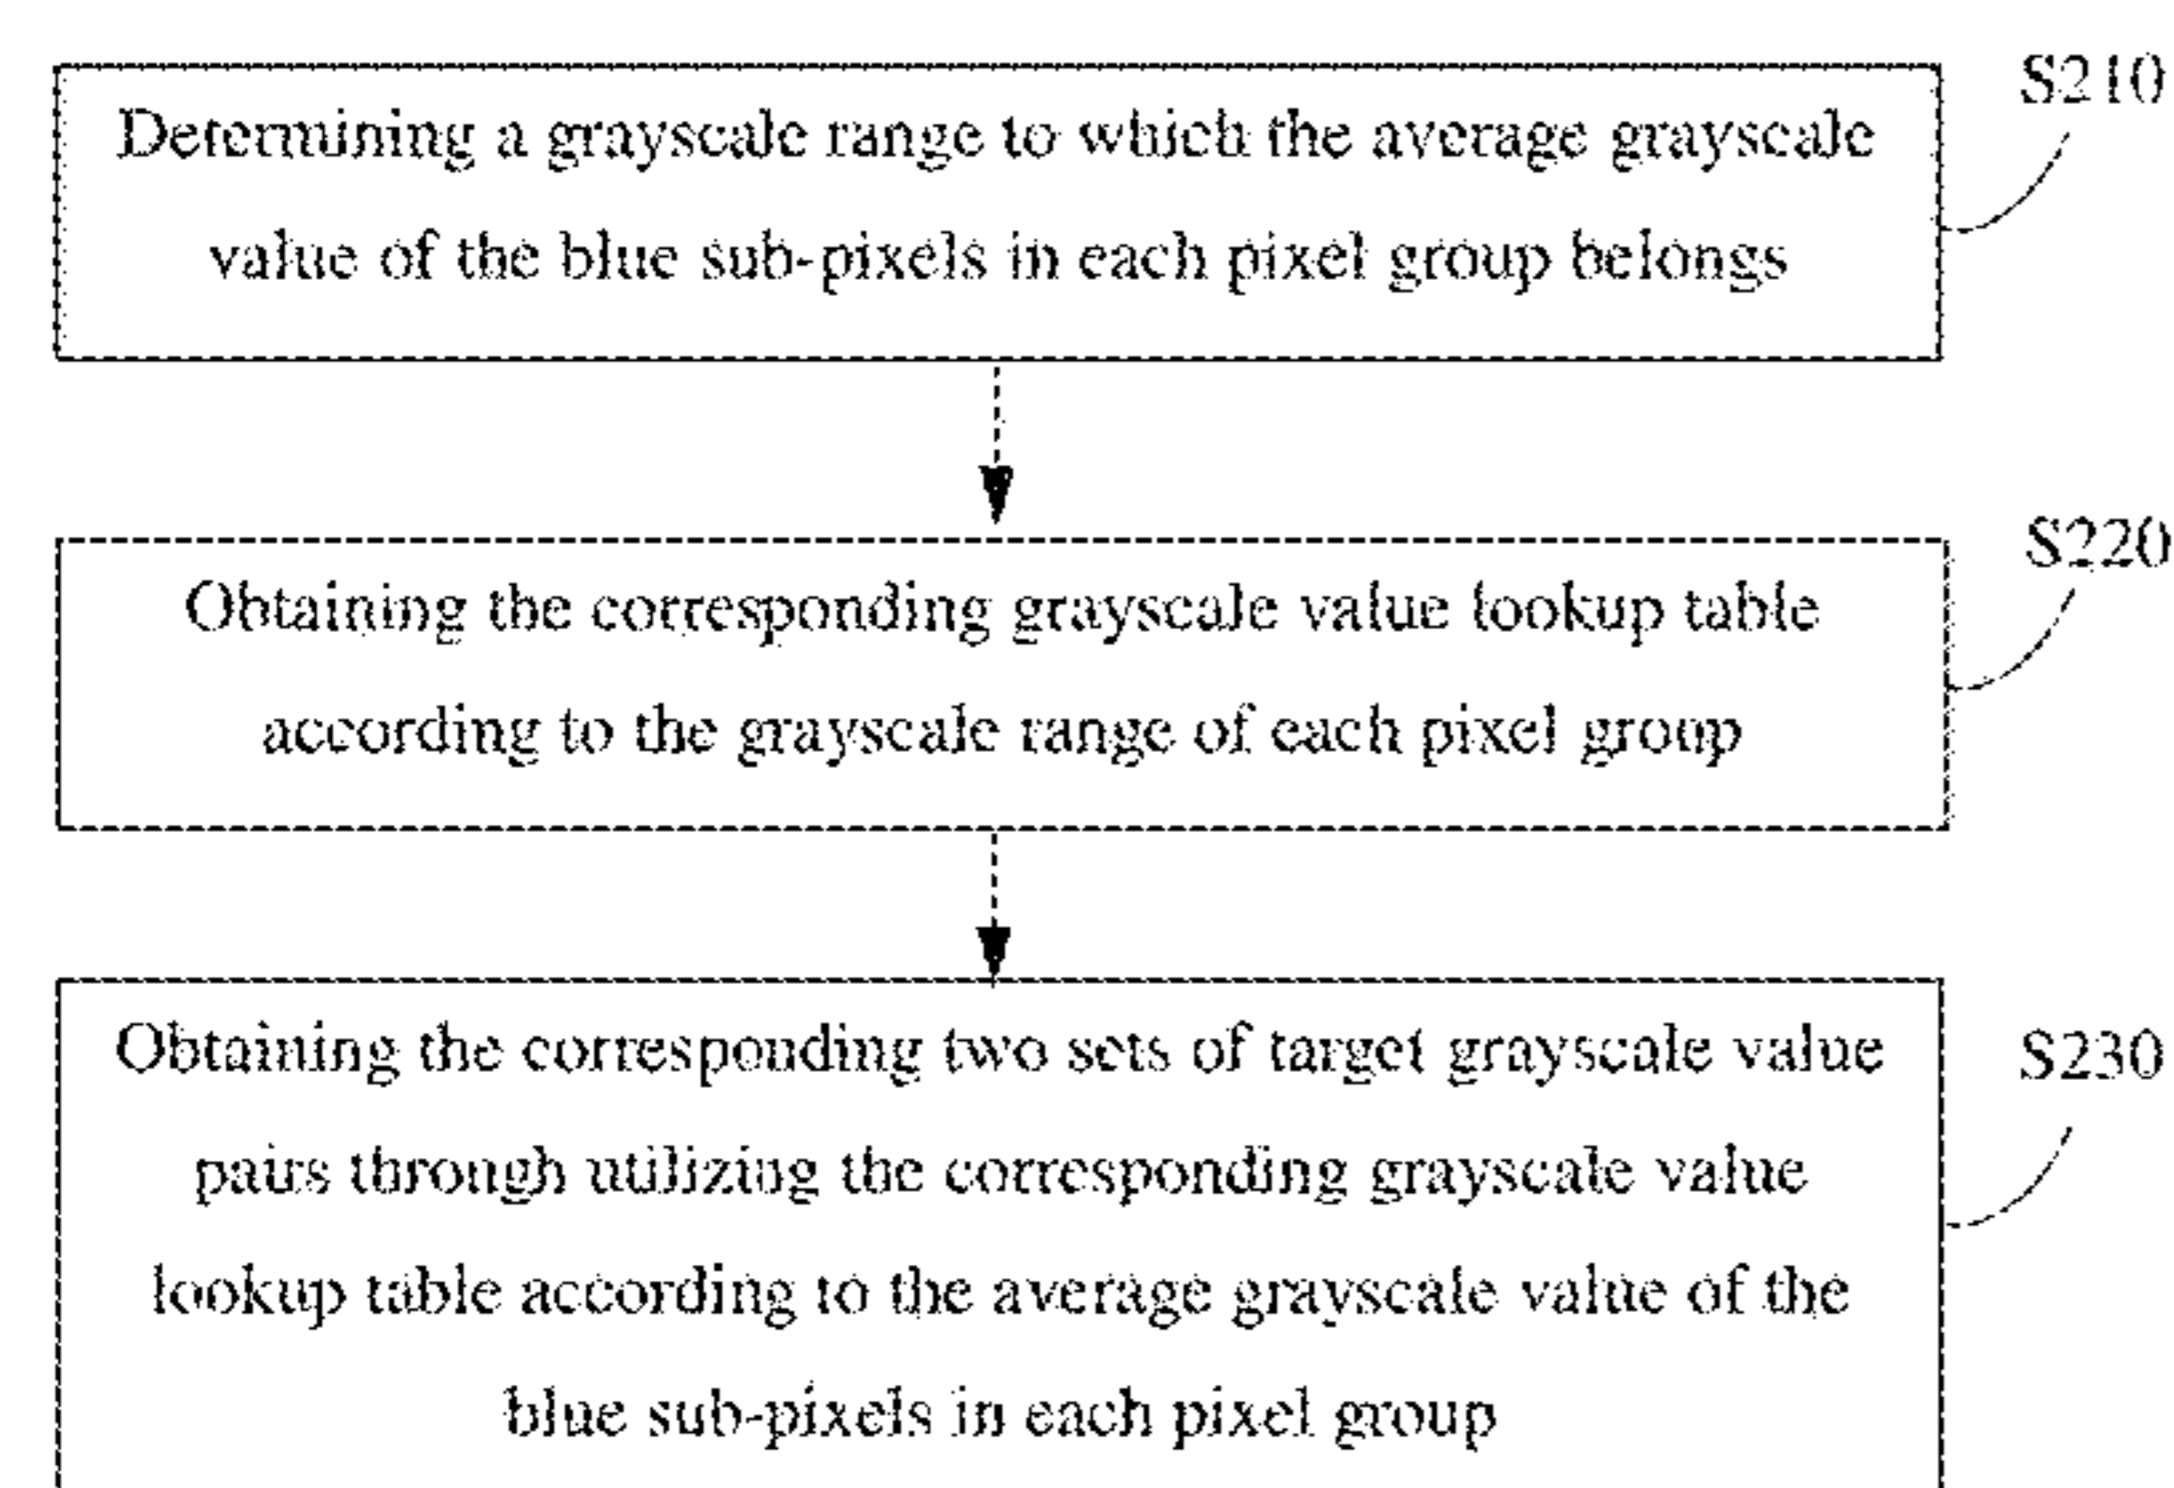 S210
Determining a grayscale range to which the average grayscale
value of the blue sub-pixels in each pixel group belongs
S220
Obtaining the corresponding grayscale value lookup table
according to the grayscale range of each pixel group
S230
Obtaining the corresponding two sets of target grayscale value
pairs through utilizing the corresponding grayscale value
lookup table according to the average grayscale value of the
blue sub-pixels in each pixel group